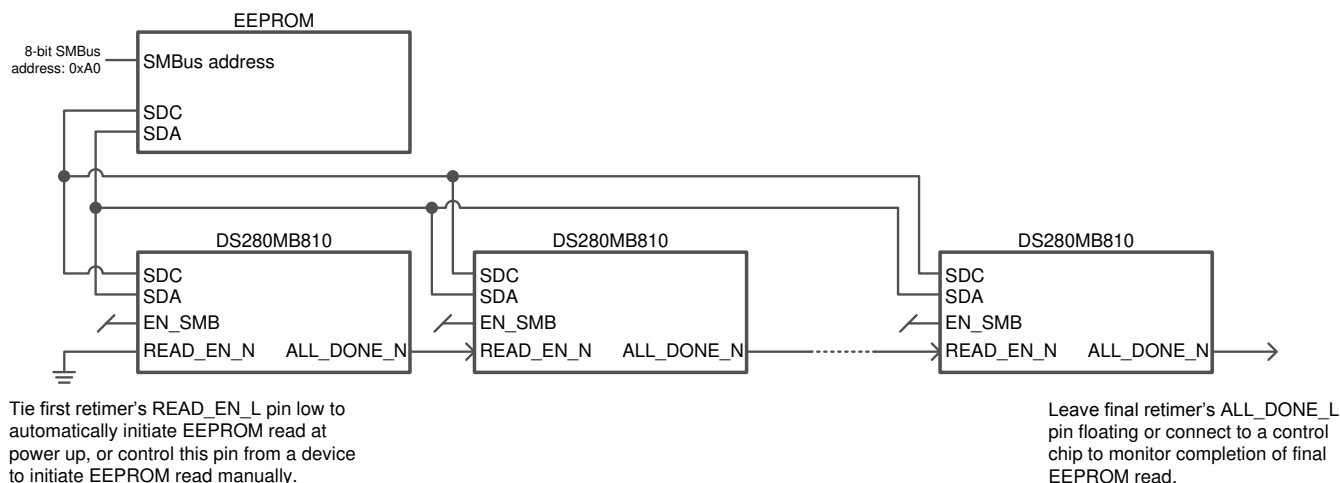 EEPROM
8-bit SMBus
address: 0xA0
SMBus address
SDC
SDA
DS280MB810
SDC
SDA
EN_SMB
READ_EN_N ALL_DONE_N
DS280MB810
SDC
SDA
EN_SMB
READ_EN_N ALL_DONE_N
DS280MB810
SDC
SDA
EN_SMB
READ_EN_N ALL_DONE_N
Tie first retimer's READ_EN_L pin low to
automatically initiate EEPROM read at
power up, or control this pin from a device
to initiate EEPROM read manually.
Leave final retimer's ALL_DONE_L
pin floating or connect to a control
chip to monitor completion of final
EEPROM read.